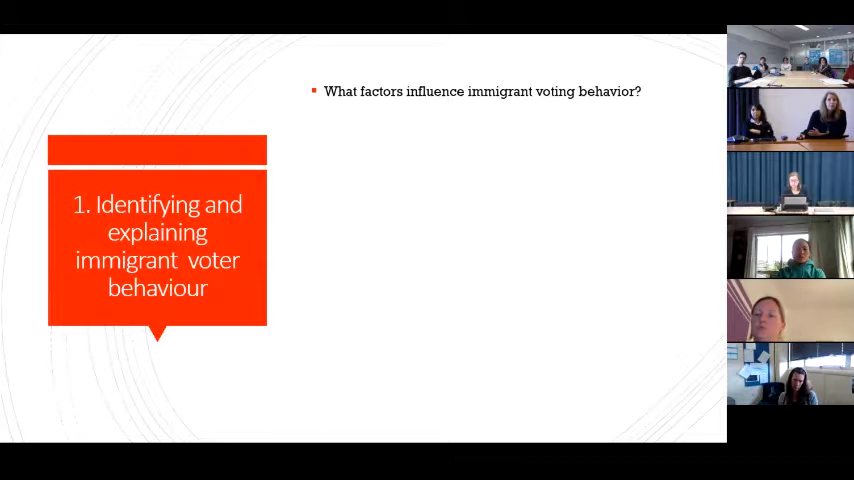 What factors influence immigrant voting behavior?
1. Identifying and
explaining
immigrant voter
behaviour